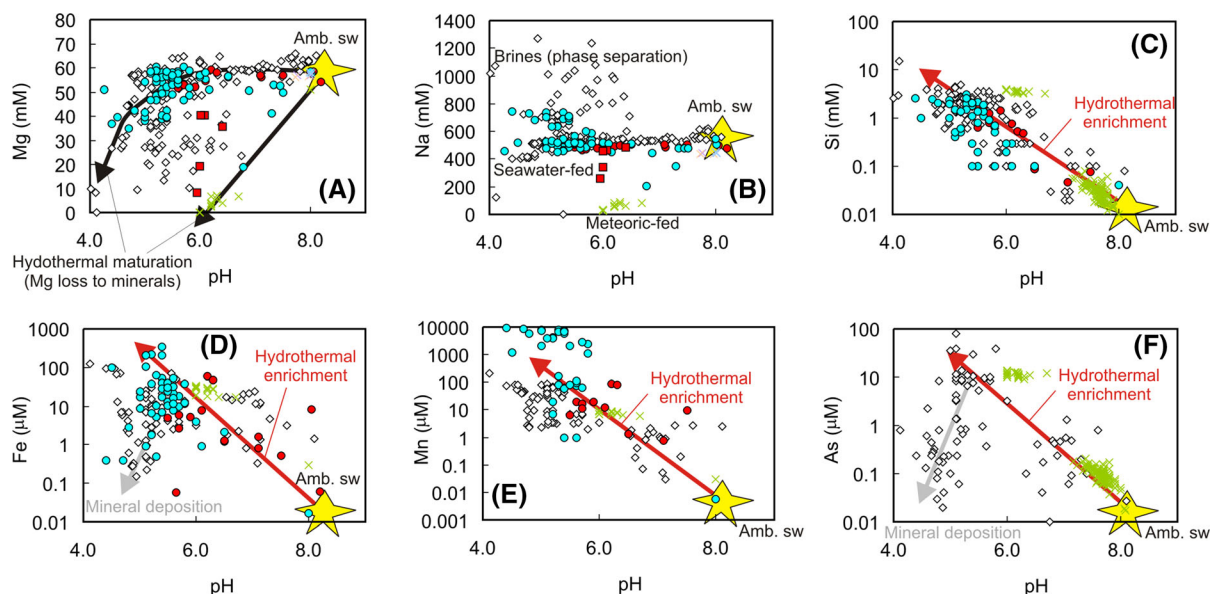 80
70
60
50
40
30
20
10
0
Mg (mM)
Amb. sw
(A)
4.0
6.0
8.0
Hydothermal maturation
(Mg loss to minerals)
pH
1400
1200
1000
800
600
400
200
0
Na (mM)
(B)
Brines (phase separation)
Amb. sw
Seawater-fed
Meteoric-fed
4.0
6.0
8.0
pH
100
10
1
0.1
0.01
Si (mM)
(C)
Hydrothermal
enrichment
4.0
6.0
8.0
Amb. sw
pH
1000
100
10
1
0.1
0.01
Fe (µM)
(D)
Hydrothermal
enrichment
Amb. sw
Mineral deposition
4.0
6.0
8.0
pH
10000
1000
100
10
1
0.1
0.01
0.001
Mn (µM)
Hydrothermal
enrichment
(E)
4.0
6.0
8.0
Amb. sw
pH
100
10
1
0.1
0.01
As (µM)
(F)
Hydrothermal
enrichment
4.0
6.0
8.0
Amb. sw
Mineral deposition
pH